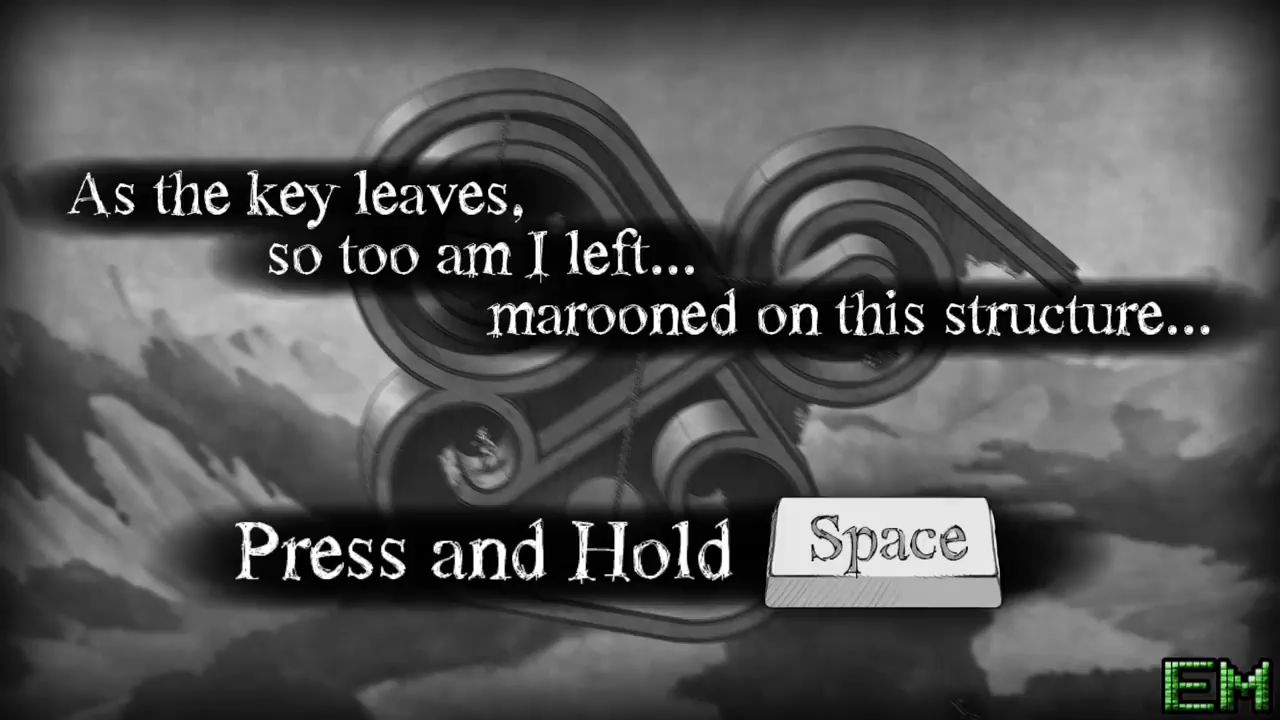 As the key leaves,
so too am I left...
marooned on this structure...
Press and Hold Space
EM